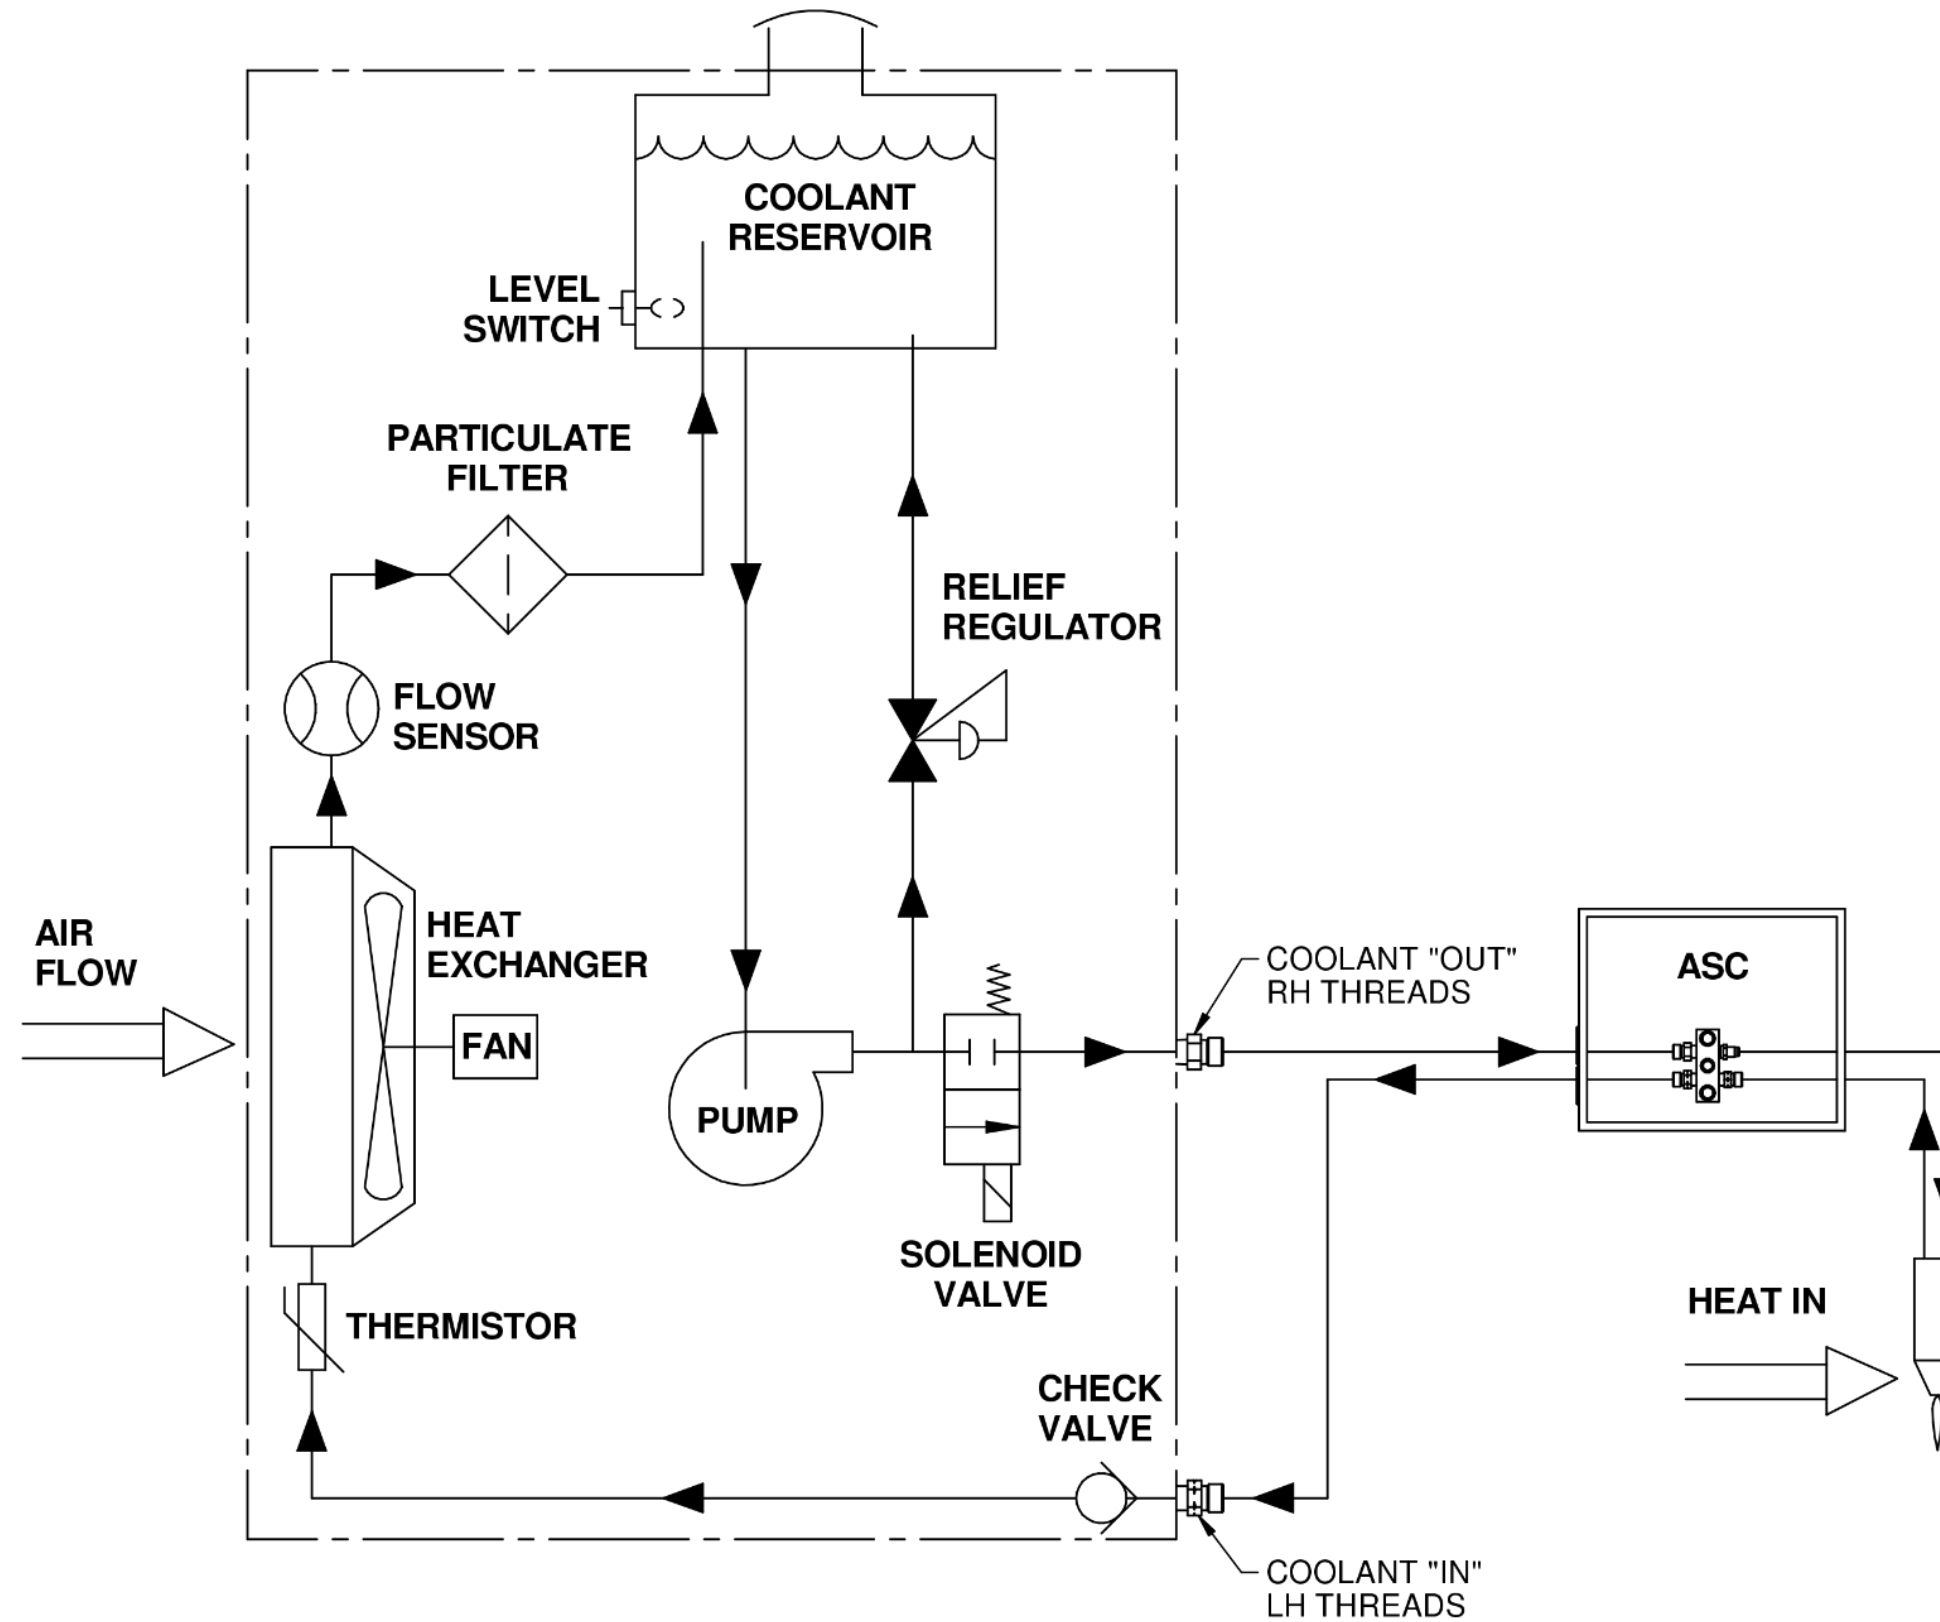 COOLANT
RESERVOIR
LEVEL
SWITCH
PARTICULATE
FILTER
RELIEF
REGULATOR
FLOW
SENSOR
AIR
FLOW
HEAT
EXCHANGER
FAN
COOLANT "OUT"
RH THREADS
ASC
PUMP
SOLENOID
VALVE
HEAT IN
THERMISTOR
CHECK
VALVE
COOLANT "IN"
LH THREADS